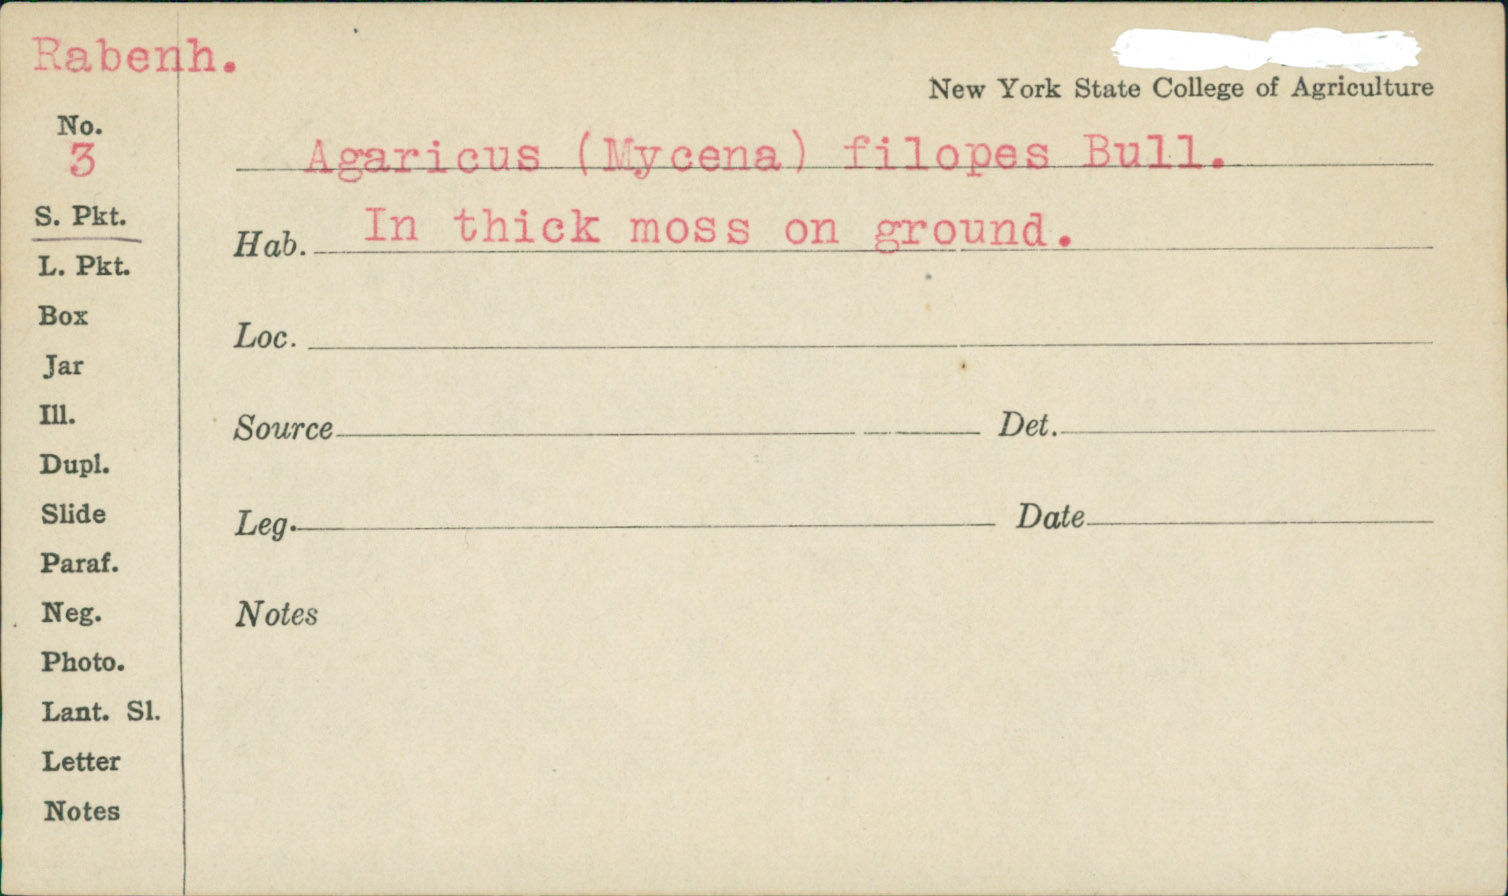 Rabenh.
New York State College of Agriculture
No.
3
Agaricus (Mycena) filopes Bull.
S. Pkt.
Hab. In thick moss on ground.
L. Pkt.
Box
Loc.
Jar
Ill.
Source Det.
Dupl.
Slide
Leg. Date
Paraf.
Neg.
Notes
Photo.
Lant. Sl.
Letter
Notes